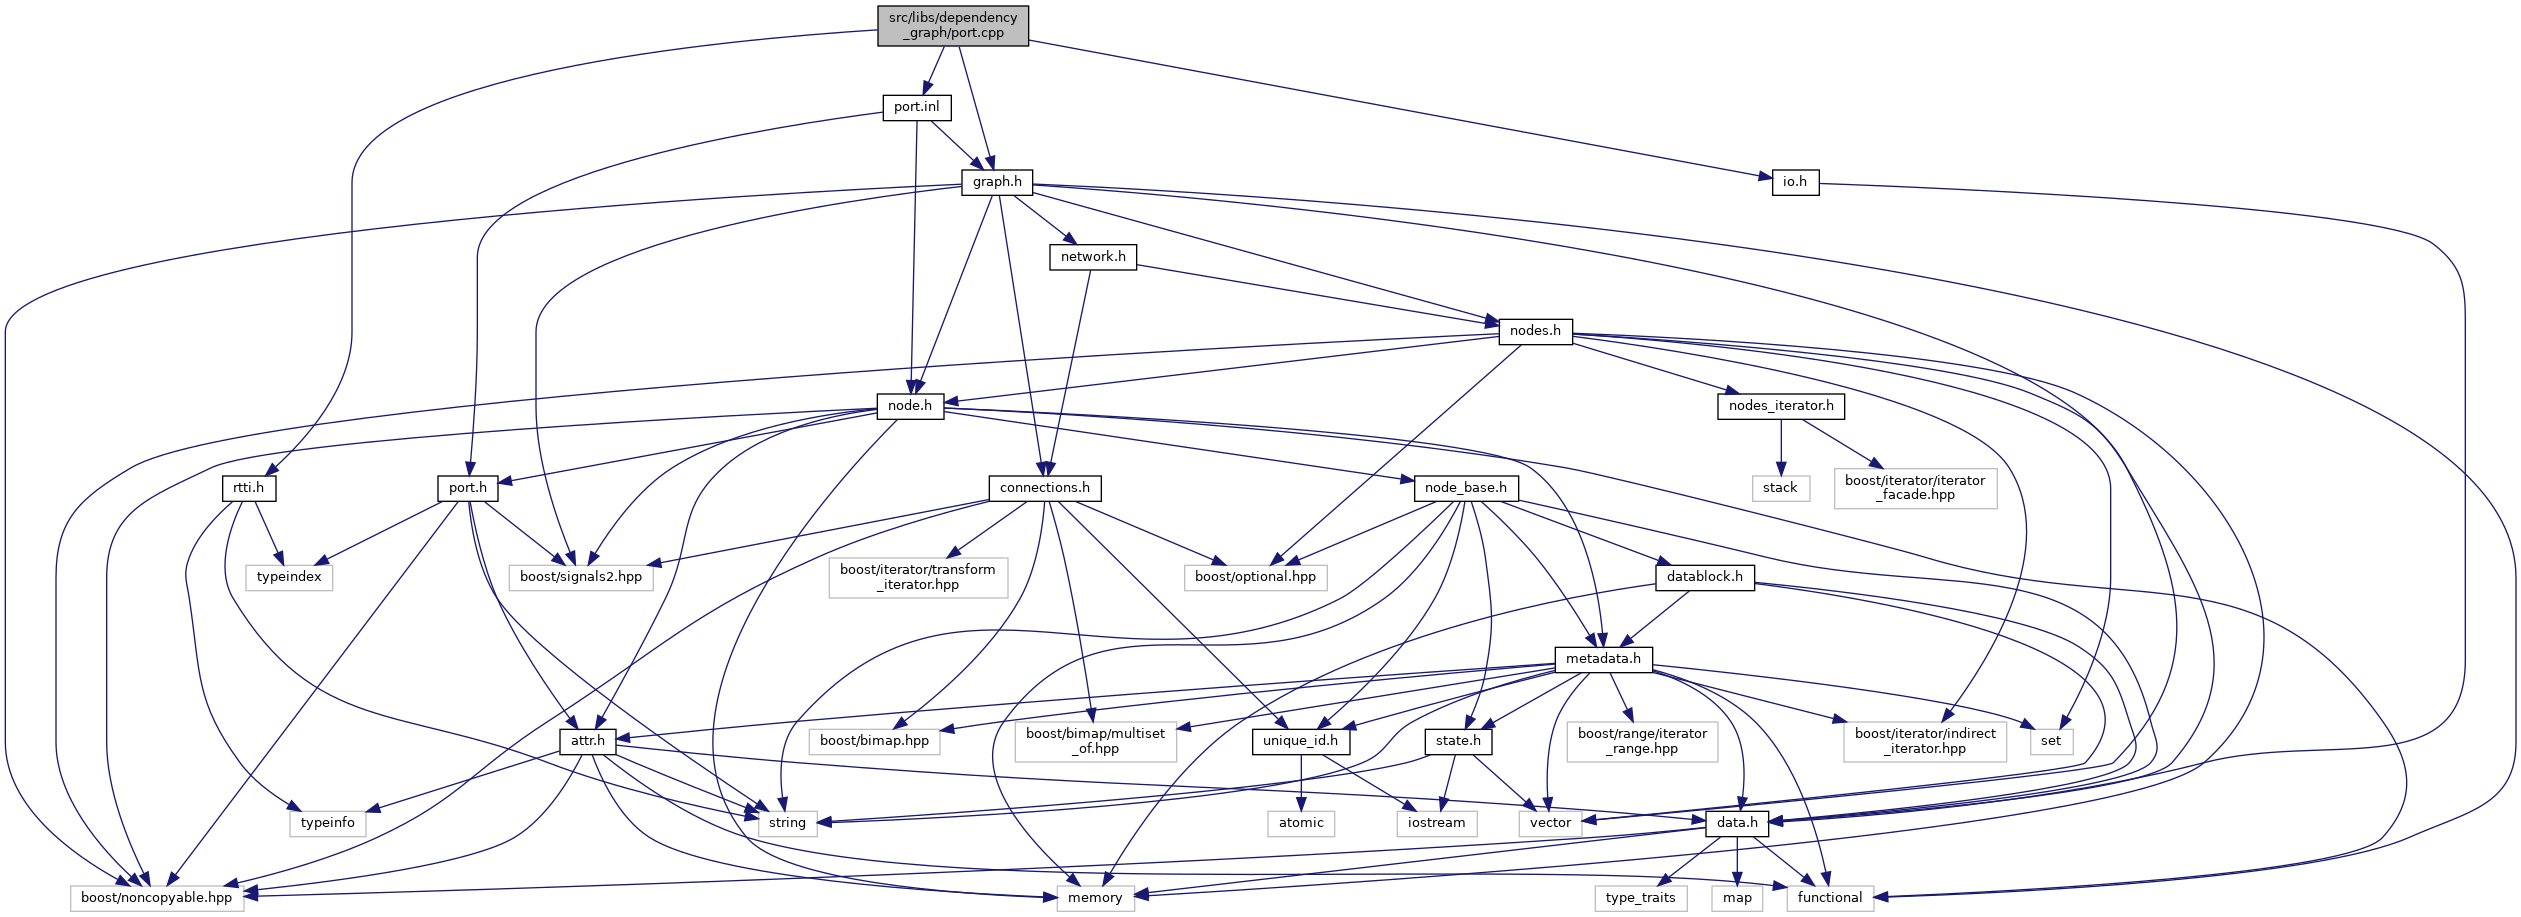 src/libs/dependency
_graph/port.cpp
port.inl
graph.h
io.h
network.h
nodes.h
node.h
nodes_iterator.h
rtti.h
port.h
connections.h
node_base.h
stack
boost/iterator/iterator
_facade.hpp
typeindex
boost/signals2.hpp
boost/iterator/transform
_iterator.hpp
boost/optional.hpp
datablock.h
metadata.h
attr.h
boost/bimap.hpp
boost/bimap/multiset
_of.hpp
unique_id.h
state.h
boost/range/iterator
_range.hpp
boost/iterator/indirect
_iterator.hpp
set
typeinfo
string
atomic
iostream
vector
data.h
boost/noncopyable.hpp
memory
type_traits
map
functional